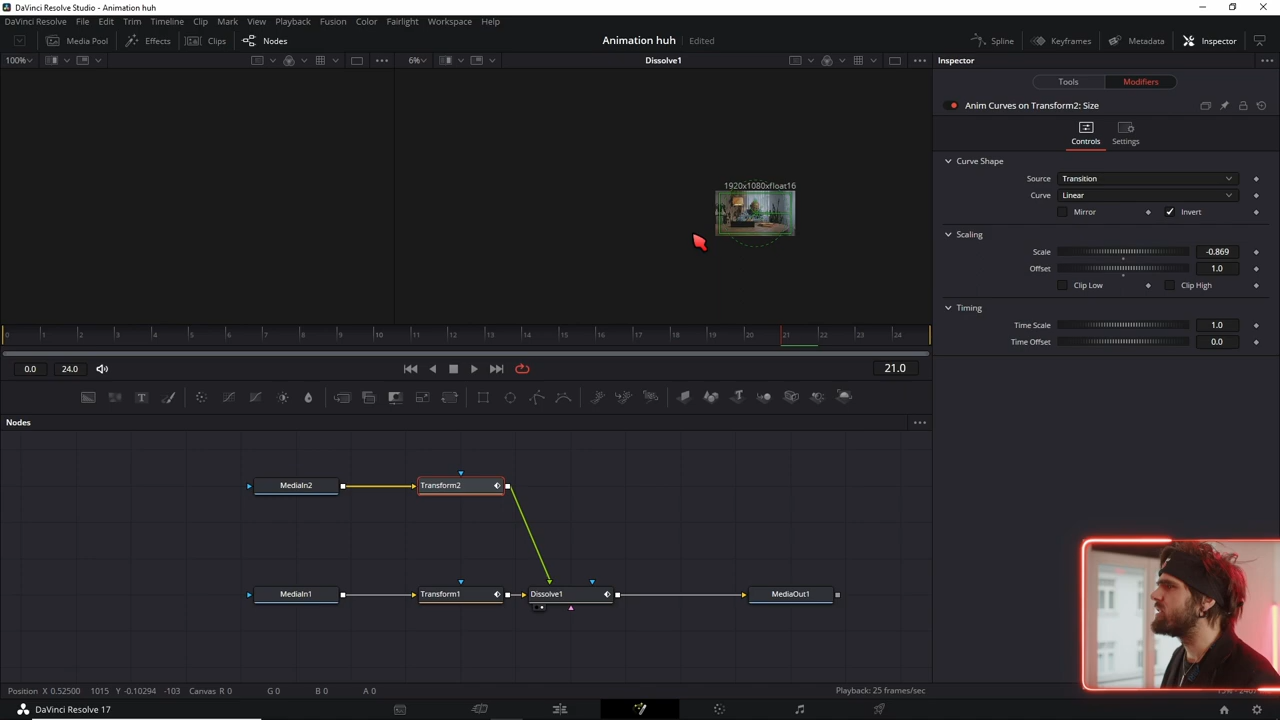 DaVinci Resolve Studio - Animation huh
DaVinci Resolve File Edit Trim Timeline Clip Mark View Playback Fusion Color Fairlight Workspace Help
Media Pool Effects Clips Nodes Animation huh Edited Spline Keyframes Metadata Inspector
100% 6% Dissolve1 Inspector
Tools Modifiers
Anim Curves on Transform2: Size
Controls Settings
Curve Shape
Source Transition
Curve Linear
Mirror Invert
Scaling
Scale -0.869
Offset 1.0
Clip Low Clip High
Timing
Time Scale 1.0
Time Offset 0.0
1920x1080xfloat16
0 1 2 3 4 5 6 7 8 9 10 11 12 13 14 15 16 17 18 19 20 21 22 23 24
0.0 24.0 21.0
Nodes
MediaIn2 Transform2
MediaIn1 Transform1 Dissolve1 MediaOut1
Position X 0.52500 1015 Y -0.10294 -103 Canvas R 0 G 0 B 0 A 0 Playback: 25 frames/sec
DaVinci Resolve 17